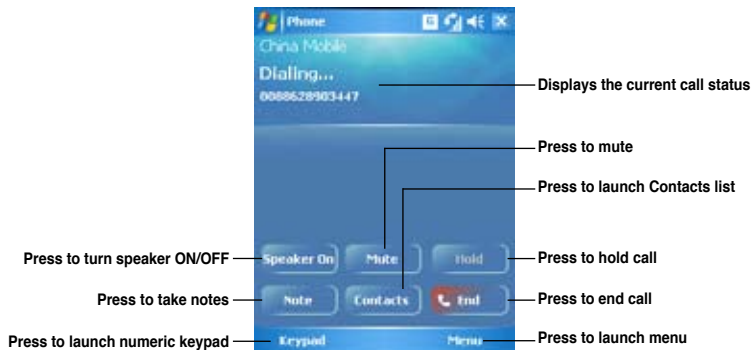 Phone
China Mobile
Dialing...
0088628903447
Displays the current call status
Press to mute
Press to launch Contacts list
Press to turn speaker ON/OFF
Speaker On
Mute
Hold
Press to hold call
Press to take notes
Note
Contacts
End
Press to end call
Press to launch numeric keypad
Keypad
Menu
Press to launch menu